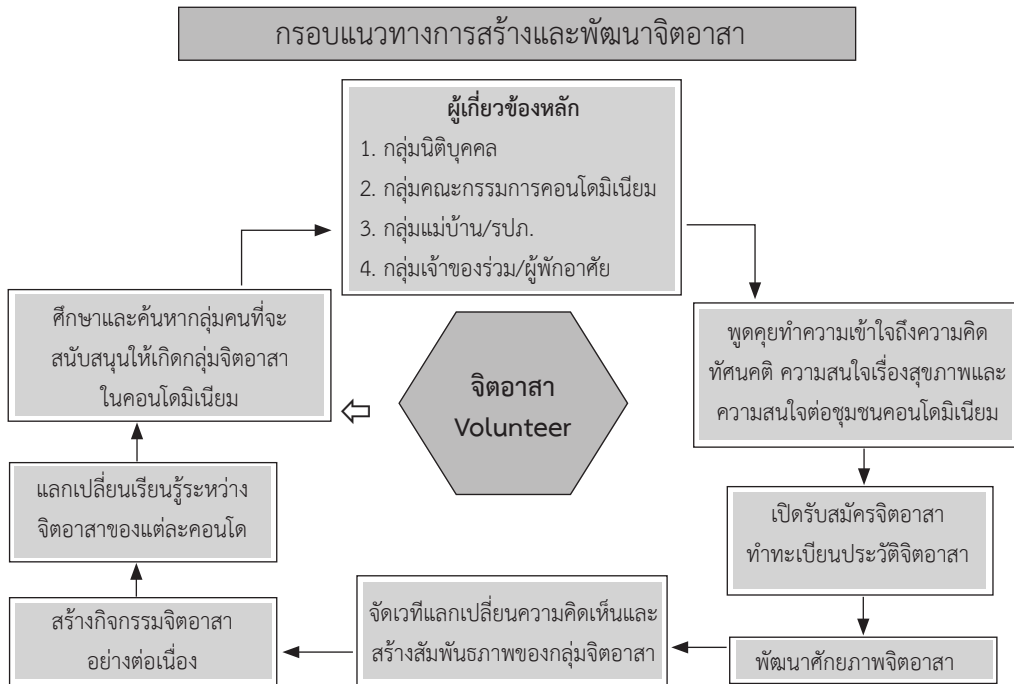 กรอบแนวทางการสร้างและพัฒนาจิตอาสา
ผู้เกี่ยวข้องหลัก
1. กลุ่มนิติบุคคล
2. กลุ่มคณะกรรมการคอนโดมิเนียม
3. กลุ่มแม่บ้าน/รปภ.
4. กลุ่มเจ้าของร่วม/ผู้พักอาศัย
พูดคุยทำความเข้าใจถึงความคิด
ทัศนคติ ความสนใจเรื่องสุขภาพและ
ความสนใจต่อชุมชนคอนโดมิเนียม
เปิดรับสมัครจิตอาสา
ทำทะเบียนประวัติจิตอาสา
พัฒนาศักยภาพจิตอาสา
จัดเวทีแลกเปลี่ยนความคิดเห็นและ
สร้างสัมพันธภาพของกลุ่มจิตอาสา
สร้างกิจกรรมจิตอาสา
อย่างต่อเนื่อง
แลกเปลี่ยนเรียนรู้ระหว่าง
จิตอาสาของแต่ละคอนโด
ศึกษาและค้นหากลุ่มคนที่จะ
สนับสนุนให้เกิดกลุ่มจิตอาสา
ในคอนโดมิเนียม
จิตอาสา
Volunteer